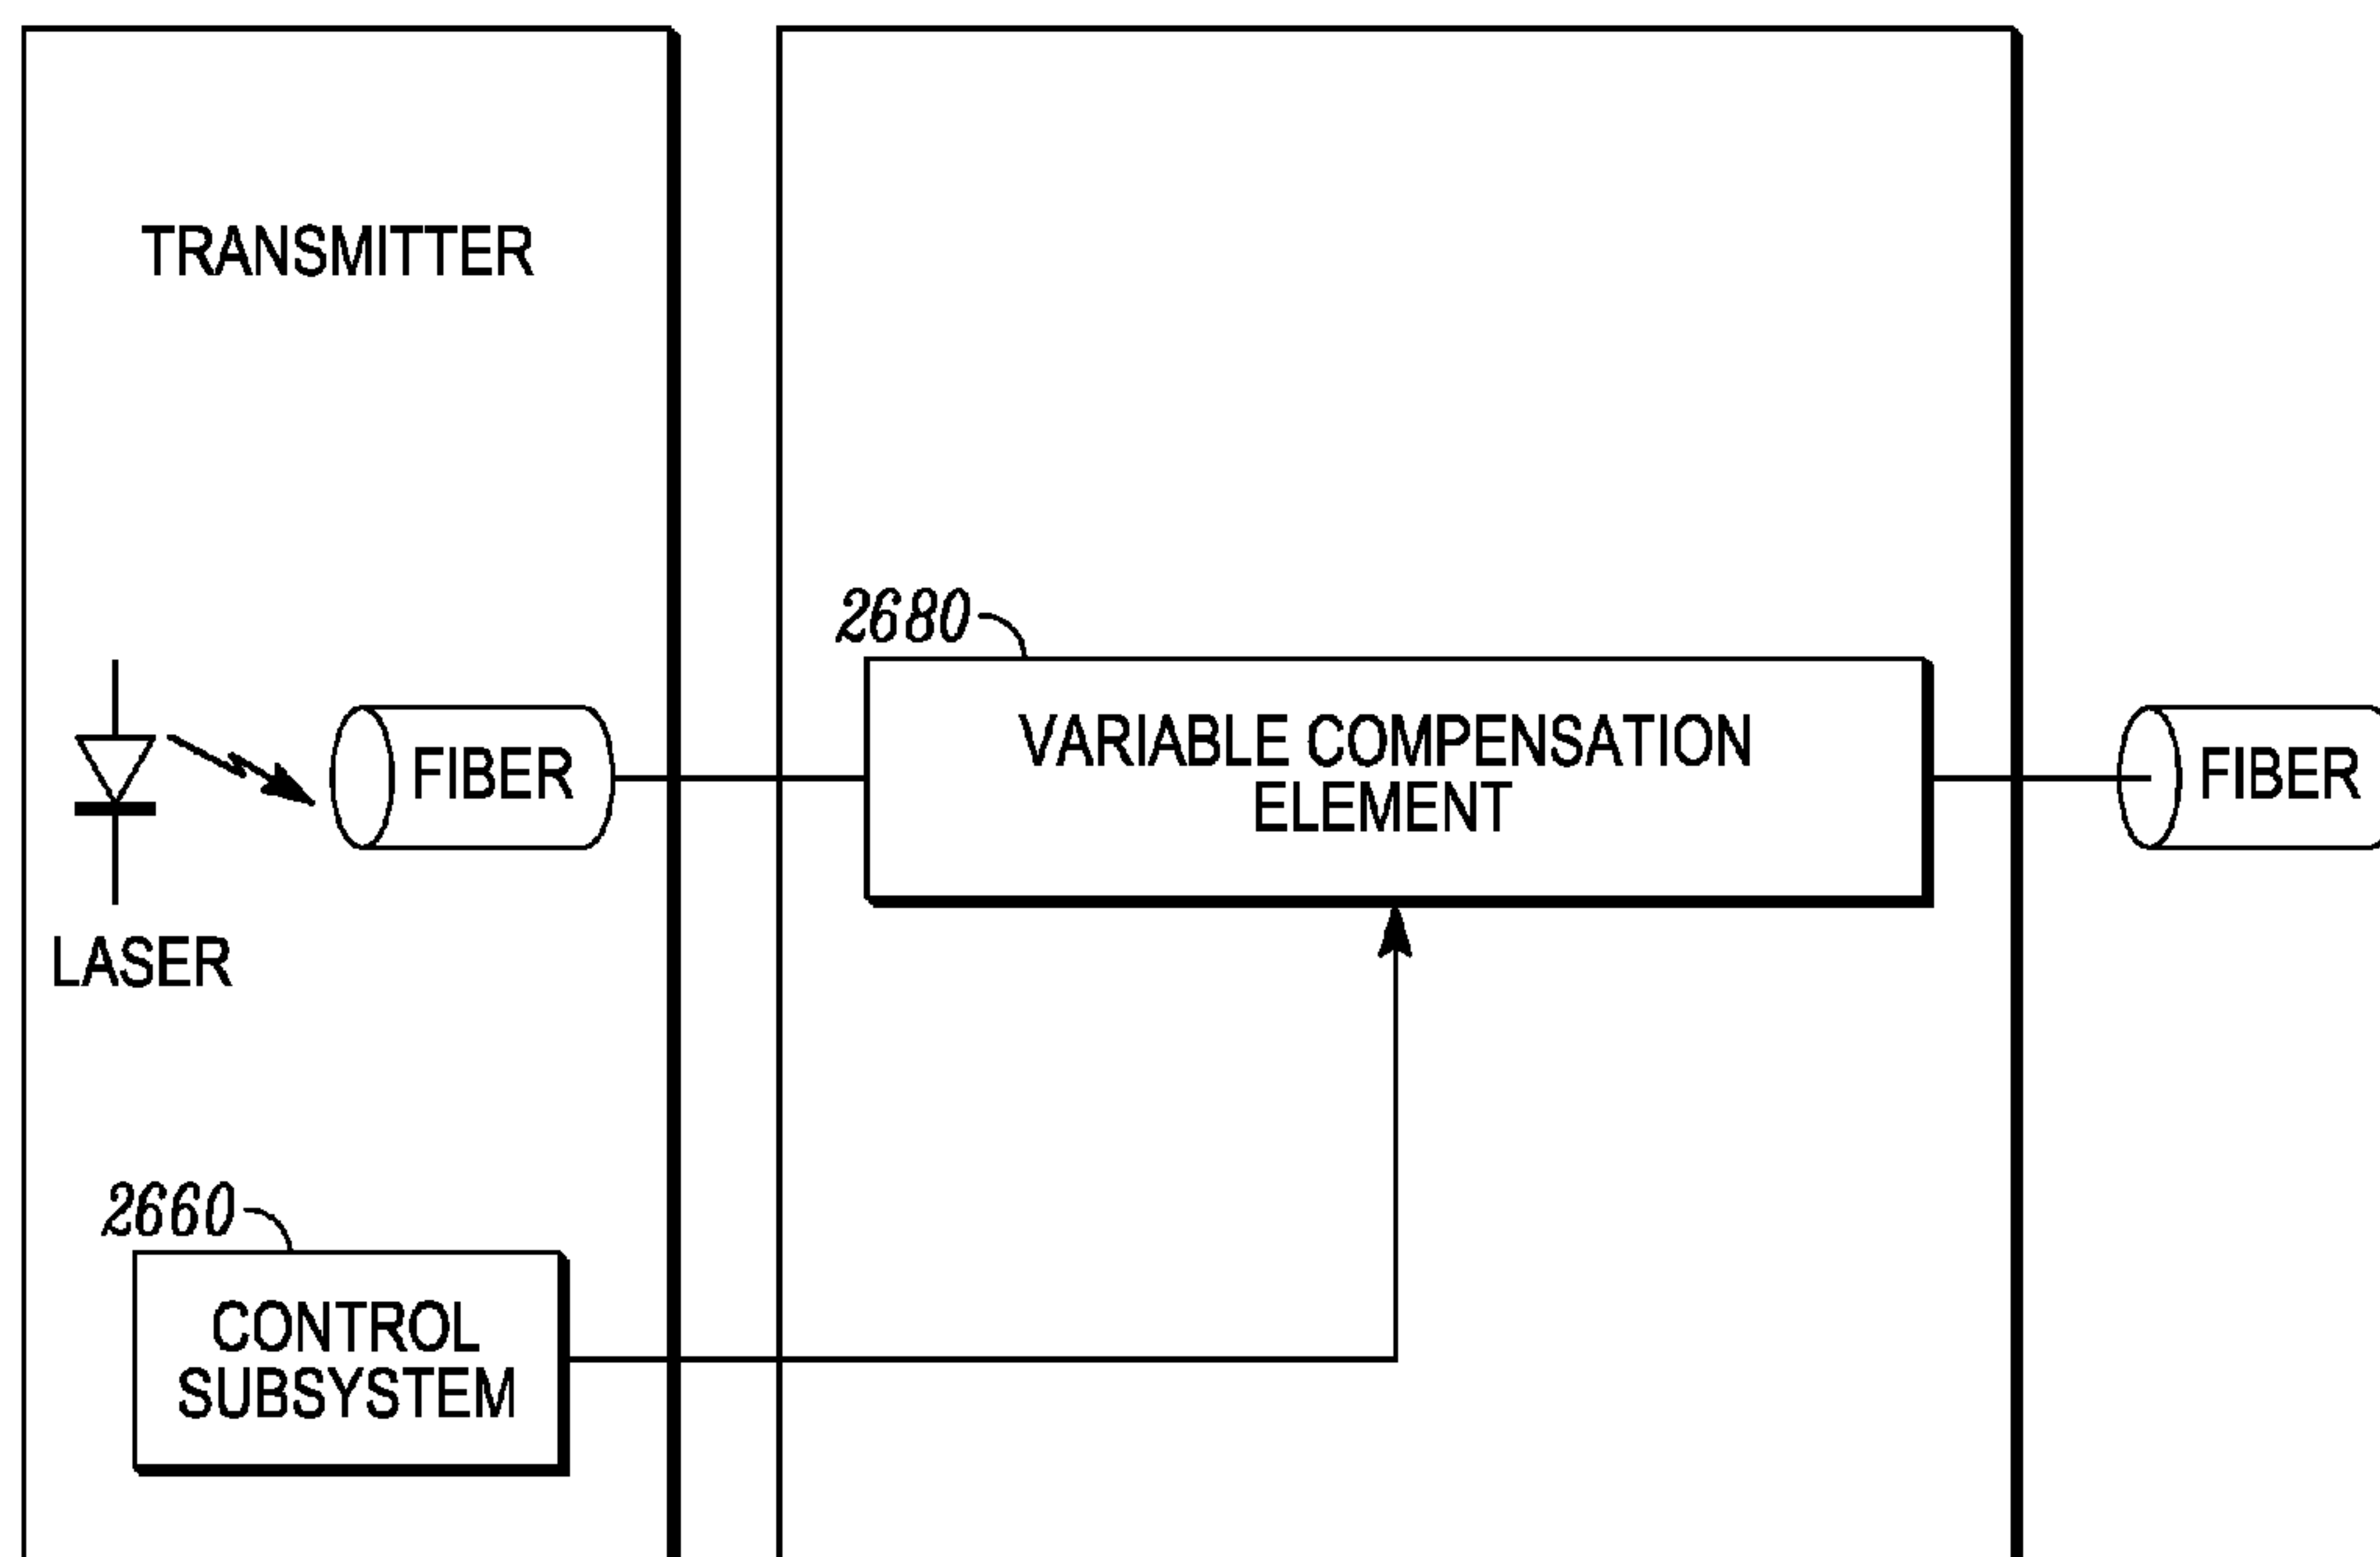 TRANSMITTER
2680
VARIABLE COMPENSATION
ELEMENT
FIBER
FIBER
LASER
2660
CONTROL
SUBSYSTEM